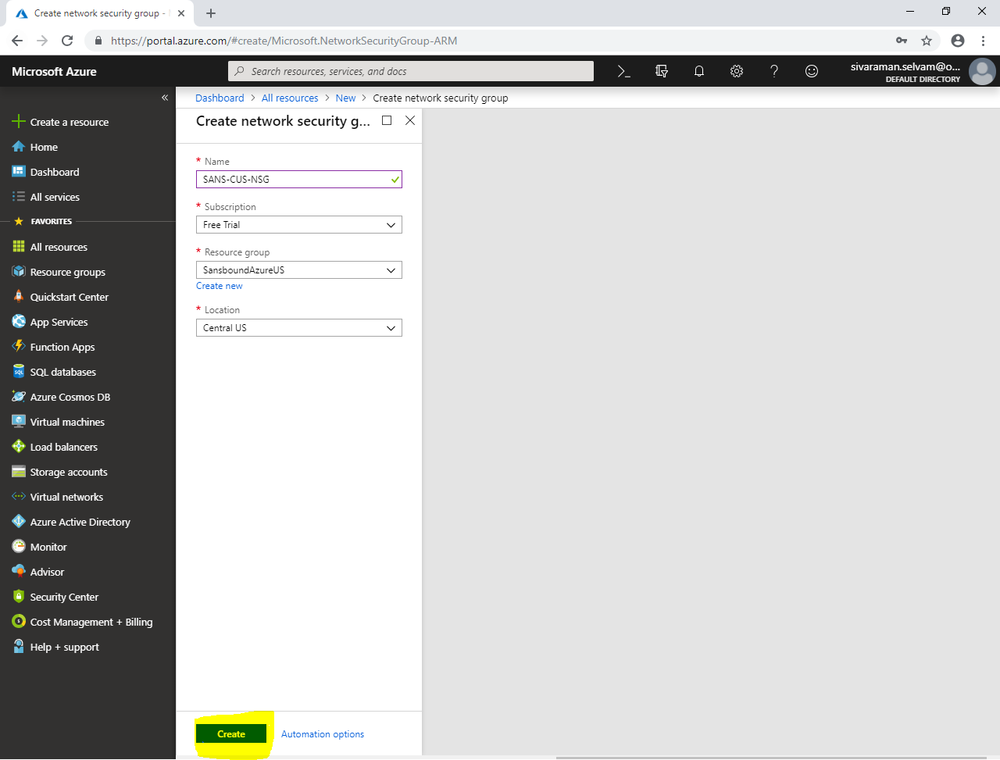 Create network security group -
https://portal.azure.com/#create/Microsoft.NetworkSecurityGroup-ARM
Microsoft Azure
Search resources, services, and docs
sivaraman.selvam@o...
DEFAULT DIRECTORY
Dashboard > All resources > New > Create network security group
Create a resource
Home
Dashboard
All services
FAVORITES
All resources
Resource groups
Quickstart Center
App Services
Function Apps
SQL databases
Azure Cosmos DB
Virtual machines
Load balancers
Storage accounts
Virtual networks
Azure Active Directory
Monitor
Advisor
Security Center
Cost Management + Billing
Help + support
Create network security g...
* Name
SANS-CUS-NSG
* Subscription
Free Trial
* Resource group
SansboundAzureUS
Create new
* Location
Central US
Create
Automation options